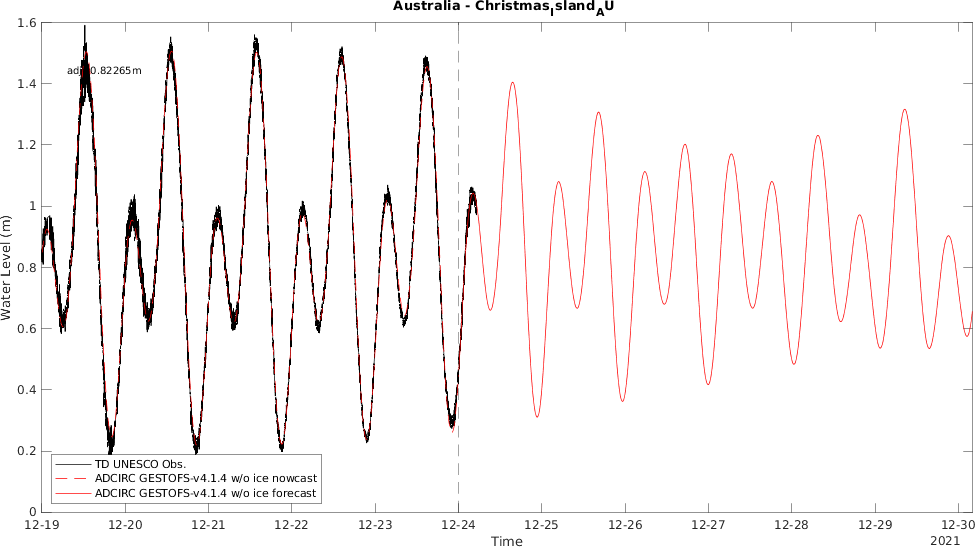 Australia - ChristmasIslandAU
1.6
1.4
1.2
1
0.8
0.6
0.4
0.2
0
Water Level (m)
0.82265m
TD UNESCO Obs.
ADCIRC GESTOFS-v4.1.4 w/o ice nowcast
ADCIRC GESTOFS-v4.1.4 w/o ice forecast
12-19 12-20 12-21 12-22 12-23 12-24 12-25 12-26 12-27 12-28 12-29 12-30
Time
2021